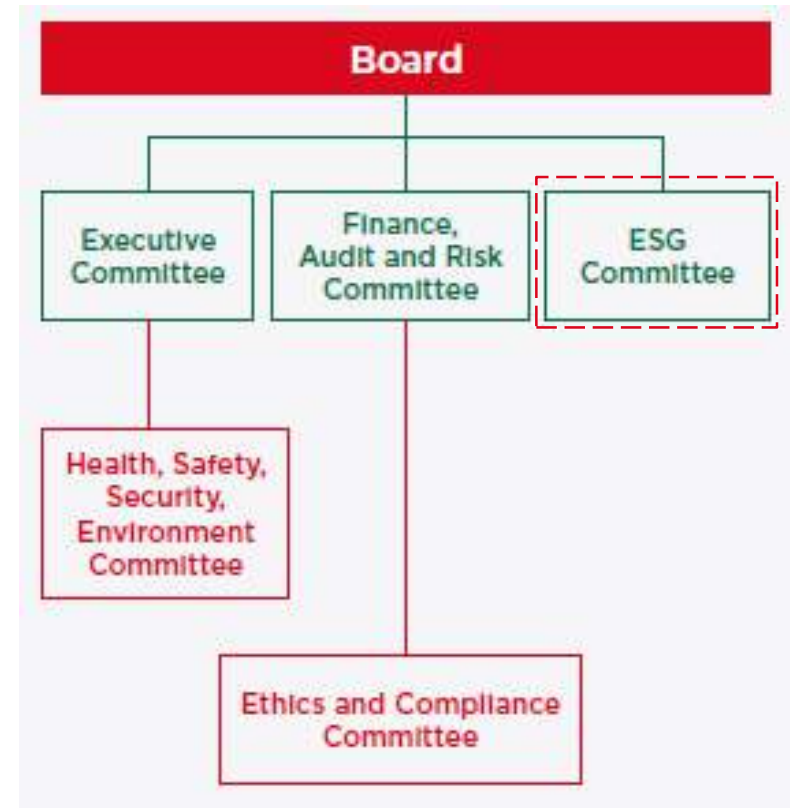 Board
Executive
Committee
Finance,
Audit and Risk
Committee
ESG
Committee
Health, Safety,
Security,
Environment
Committee
Ethics and Compliance
Committee